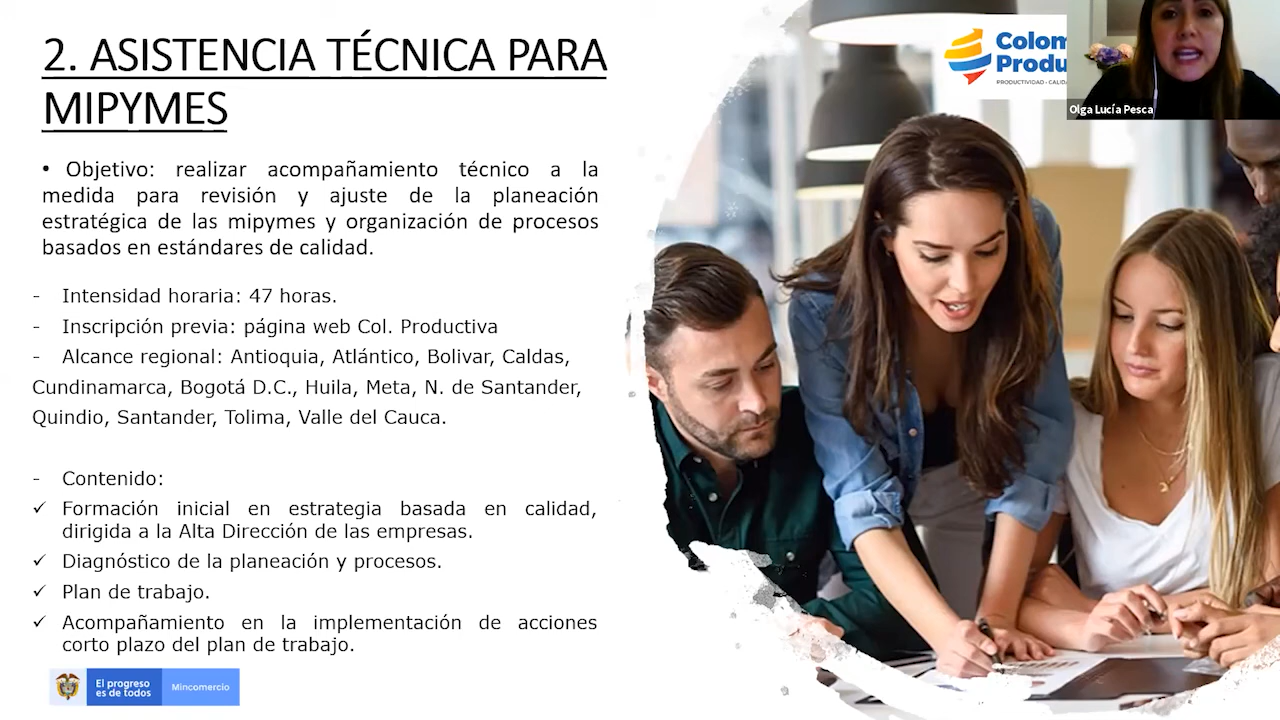 2. ASISTENCIA TÉCNICA PARA
MIPYMES
• Objetivo: realizar acompañamiento técnico a la
medida para revisión y ajuste de la planeación
estratégica de las mipymes y organización de procesos
basados en estándares de calidad.
- Intensidad horaria: 47 horas.
- Inscripción previa: página web Col. Productiva
- Alcance regional: Antioquia, Atlántico, Bolivar, Caldas,
Cundinamarca, Bogotá D.C., Huila, Meta, N. de Santander,
Quindio, Santander, Tolima, Valle del Cauca.
- Contenido:
✓ Formación inicial en estrategia basada en calidad,
dirigida a la Alta Dirección de las empresas.
✓ Diagnóstico de la planeación y procesos.
✓ Plan de trabajo.
✓ Acompañamiento en la implementación de acciones
corto plazo del plan de trabajo.
El progreso
es de todos
Mincomercio
Colom
Produ
PRODUCTIVIDAD - CALID
Olga Lucía Pesca